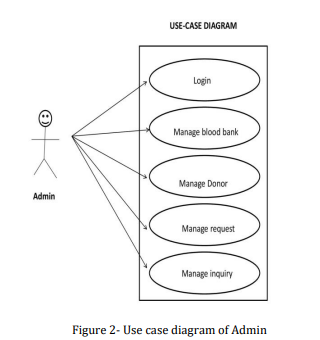 USE-CASE DIAGRAM
Login
Manage blood bank
Manage Donor
Admin
Manage request
Manage inquiry
Figure 2- Use case diagram of Admin